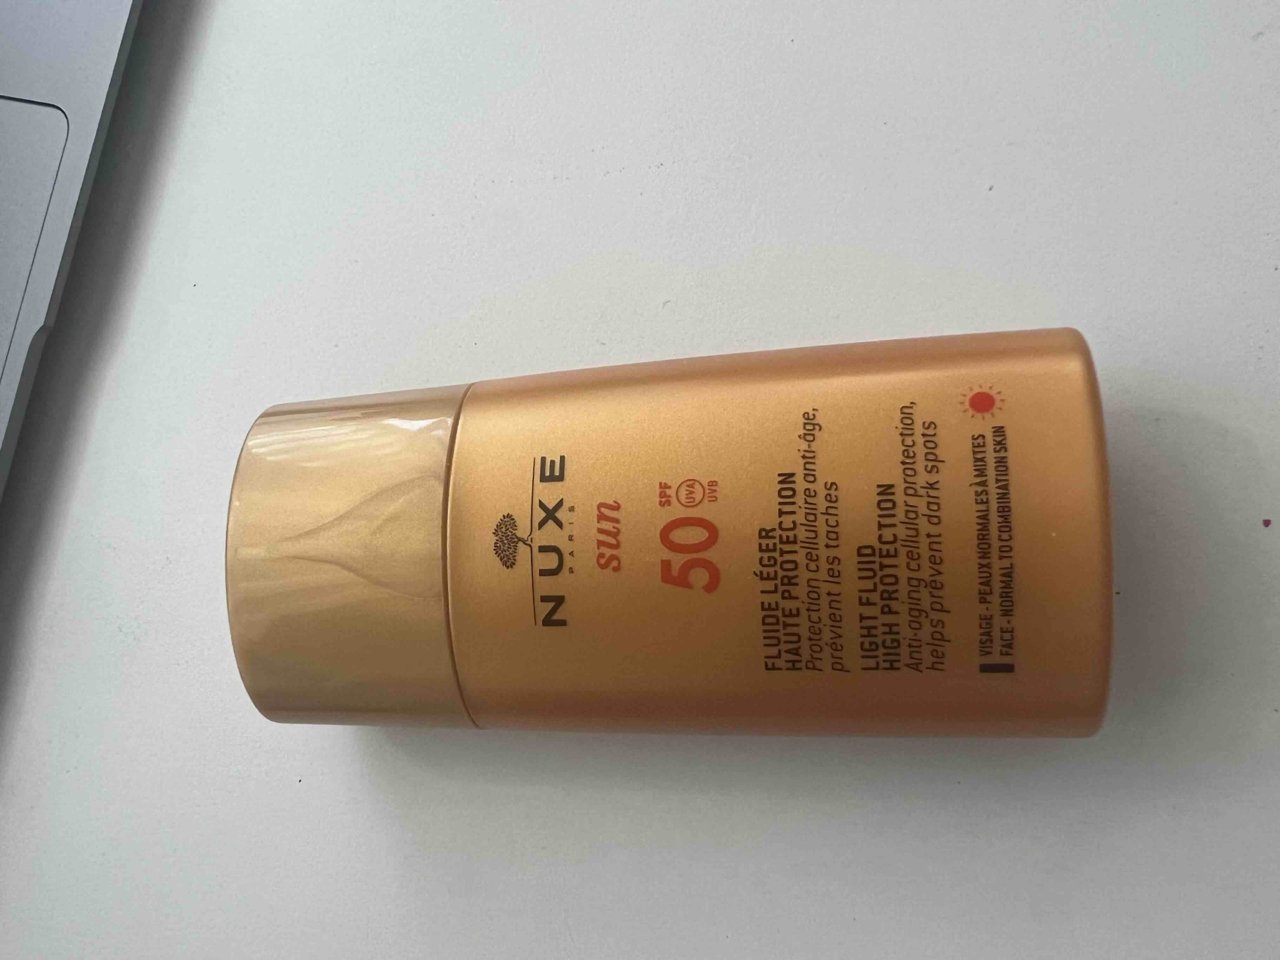 NUXE
PARIS
sun
50 SPF
UVA
UVB
FLUIDE LÉGER
HAUTE PROTECTION
Protection cellulaire anti-âge,
prévient les taches
LIGHT FLUID
HIGH PROTECTION
Anti-aging cellular protection,
helps prevent dark spots
VISAGE - PEAUX NORMALES À MIXTES
FACE - NORMAL TO COMBINATION SKIN